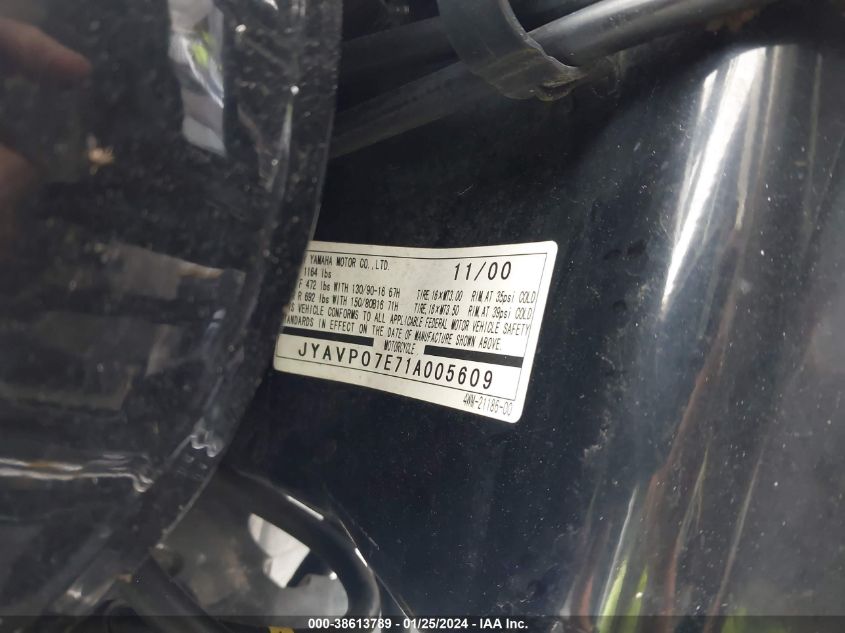 YAMAHA MOTOR CO.,LTD. 11/00
1164 lbs
F 472 lbs WITH 130/90-16 67H TIRE, 16×MT3.00 RIM, AT 35psi COLD
R 692 lbs WITH 150/80B16 71H TIRE, 16×MT3.50 RIM, AT 39psi COLD
S VEHICLE CONFORMS TO ALL APPLICABLE FEDERAL MOTOR VEHICLE SAFETY
ANDARDS IN EFFECT ON THE DATE OF MANUFACTURE SHOWN ABOVE.
MOTORCYCLE
JYAVP07E71A005609
4WM-21186-00
000-38613789 - 01/25/2024 - IAA Inc.